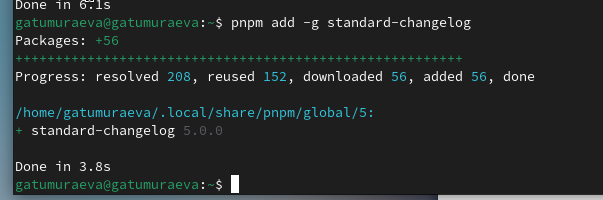 Done in 6.1s
gatumuraeva@gatumuraeva:~$ pnpm add -g standard-changelog
Packages: +56
++++++++++++++++++++++++++++++++++++++++++++++++++++++++
Progress: resolved 208, reused 152, downloaded 56, added 56, done
/home/gatumuraeva/.local/share/pnpm/global/5:
+ standard-changelog 5.0.0
Done in 3.8s
gatumuraeva@gatumuraeva:~$